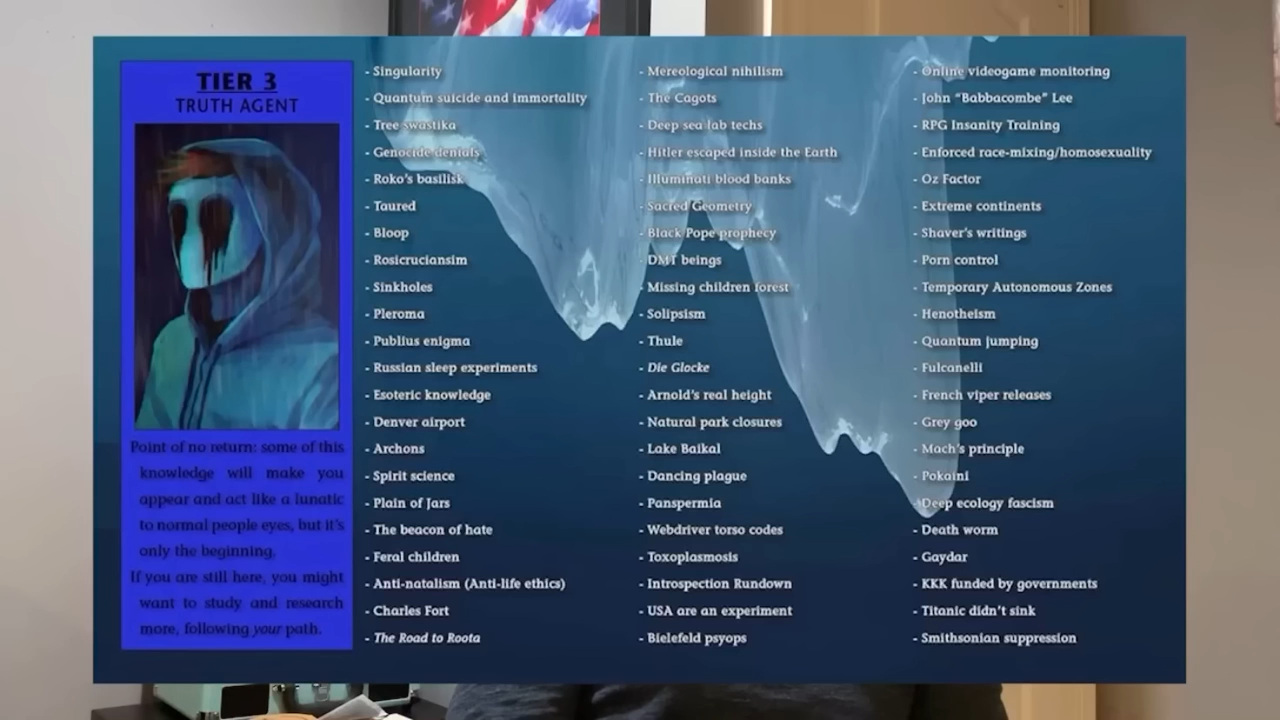 TIER 3
TRUTH AGENT
Point of no return: some of this
knowledge will make you
appear and act like a lunatic
to normal people eyes, but it's
only the beginning.
If you are still here, you might
want to study and research
more, following your path.
- Singularity
- Quantum suicide and immortality
- Tree swastika
- Genocide denials
- Roko's basilisk
- Taured
- Bloop
- Rosicruciansim
- Sinkholes
- Pleroma
- Publius enigma
- Russian sleep experiments
- Esoteric knowledge
- Denver airport
- Archons
- Spirit science
- Plain of Jars
- The beacon of hate
- Feral children
- Anti-natalism (Anti-life ethics)
- Charles Fort
- The Road to Roota
- Mereological nihilism
- The Cagots
- Deep sea lab techs
- Hitler escaped inside the Earth
- Illuminati blood banks
- Sacred Geometry
- Black Pope prophecy
- DMT beings
- Missing children forest
- Solipsism
- Thule
- Die Glocke
- Arnold's real height
- Natural park closures
- Lake Baikal
- Dancing plague
- Panspermia
- Webdriver torso codes
- Toxoplasmosis
- Introspection Rundown
- USA are an experiment
- Bielefeld psyops
- Online videogame monitoring
- John “Babbacombe” Lee
- RPG Insanity Training
- Enforced race-mixing/homosexuality
- Oz Factor
- Extreme continents
- Shaver's writings
- Porn control
- Temporary Autonomous Zones
- Henotheism
- Quantum jumping
- Fulcanelli
- French viper releases
- Grey goo
- Mach's principle
- Pokaini
- Deep ecology fascism
- Death worm
- Gaydar
- KKK funded by governments
- Titanic didn't sink
- Smithsonian suppression